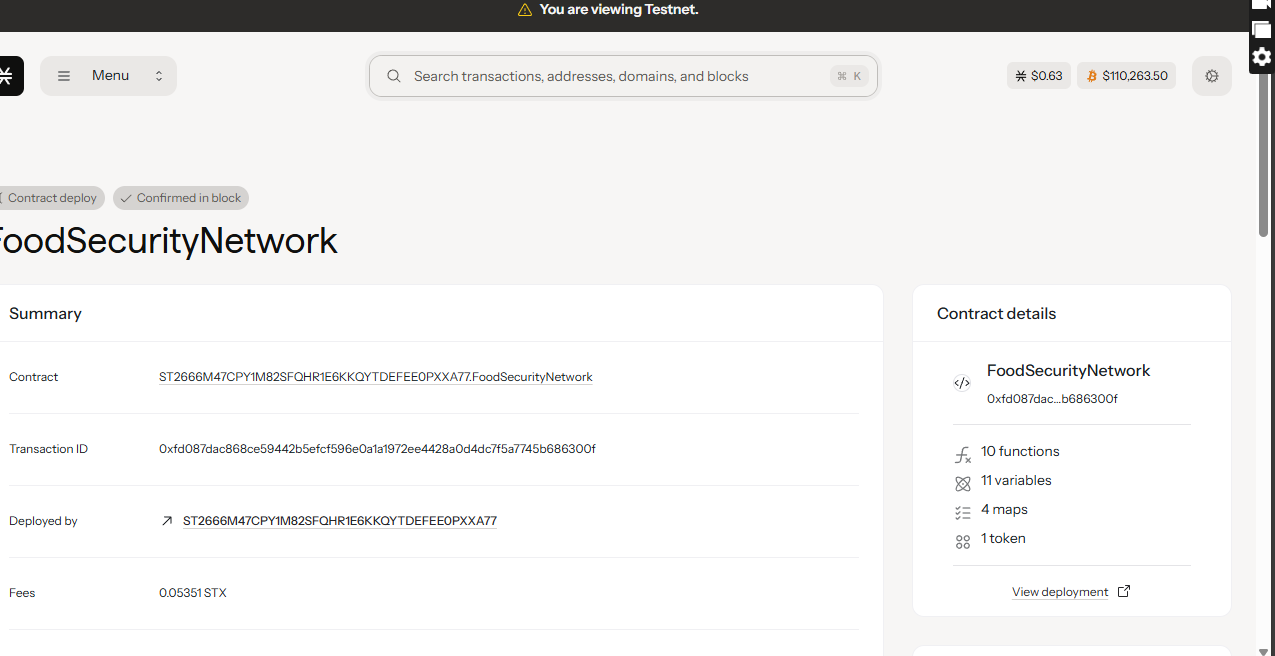 You are viewing Testnet.
Menu
Search transactions, addresses, domains, and blocks
⌘ K
$0.63
$110,263.50
Contract deploy
Confirmed in block
FoodSecurityNetwork
Summary
Contract ST2666M47CPY1M82SFQHR1E6KKQYTDEFEE0PXXA77.FoodSecurityNetwork
Transaction ID 0xfd087dac868ce59442b5efcf596e0a1a1972ee4428a0d4dc7f5a7745b686300f
Deployed by ST2666M47CPY1M82SFQHR1E6KKQYTDEFEE0PXXA77
Fees 0.05351 STX
Contract details
FoodSecurityNetwork
0xfd087dac...b686300f
10 functions
11 variables
4 maps
1 token
View deployment